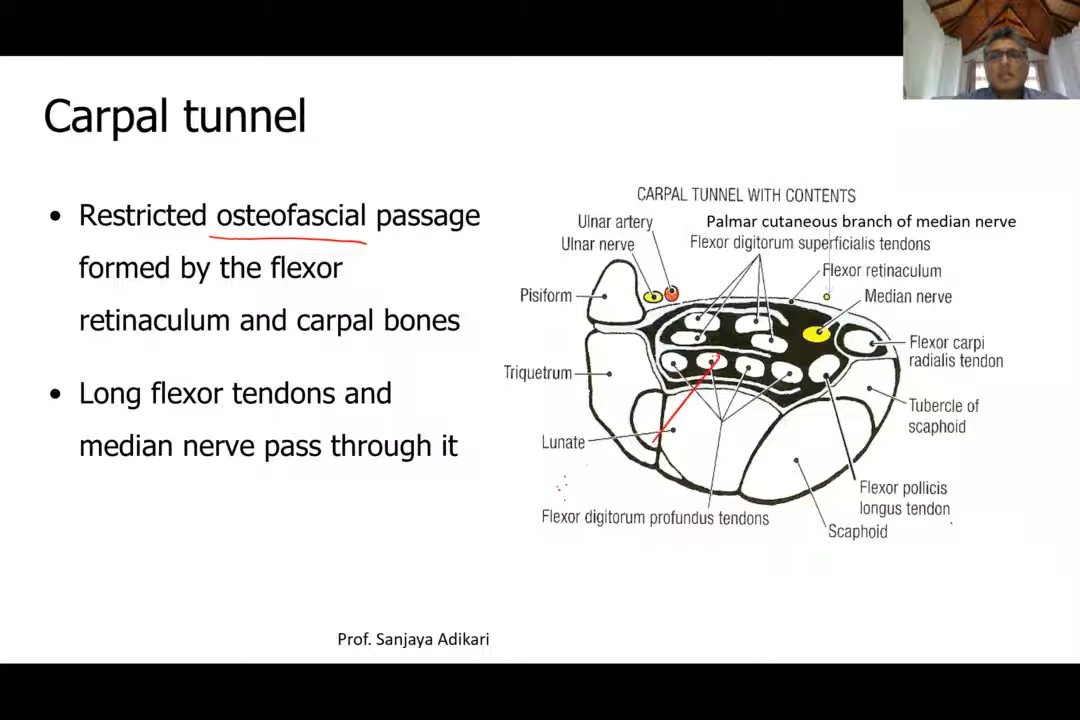 Carpal tunnel
• Restricted osteofascial passage
formed by the flexor
retinaculum and carpal bones
• Long flexor tendons and
median nerve pass through it
CARPAL TUNNEL WITH CONTENTS
Ulnar artery
Palmar cutaneous branch of median nerve
Ulnar nerve
Flexor digitorum superficialis tendons
Flexor retinaculum
Pisiform
Median nerve
Flexor carpi
radialis tendon
Triquetrum
Tubercle of
scaphoid
Lunate
Flexor pollicis
longus tendon
Flexor digitorum profundus tendons
Scaphoid
Prof. Sanjaya Adikari